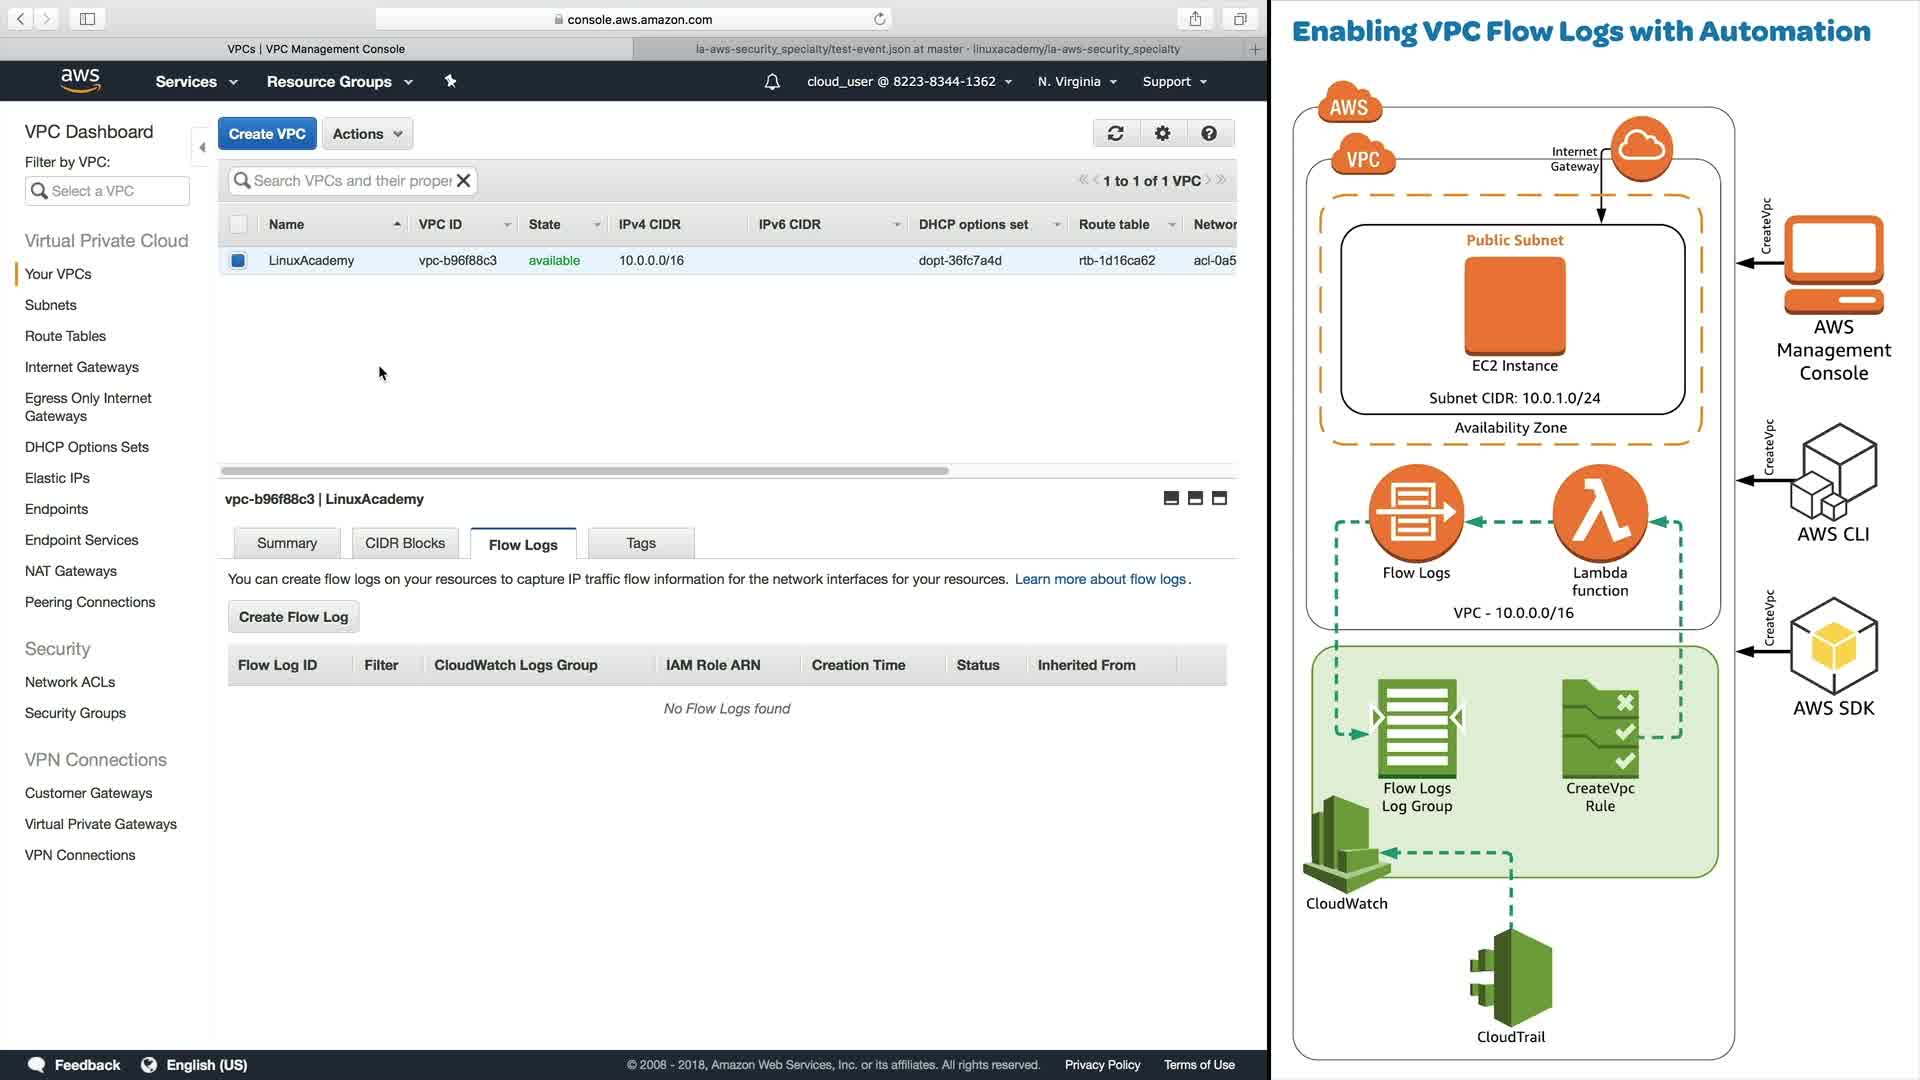 console.aws.amazon.com
VPCs | VPC Management Console
la-aws-security_specialty/test-event.json at master · linuxacademy/la-aws-security_specialty
aws
Services
Resource Groups
cloud_user @ 8223-8344-1362
N. Virginia
Support
VPC Dashboard
Filter by VPC:
Select a VPC
Virtual Private Cloud
Your VPCs
Subnets
Route Tables
Internet Gateways
Egress Only Internet
Gateways
DHCP Options Sets
Elastic IPs
Endpoints
Endpoint Services
NAT Gateways
Peering Connections
Security
Network ACLs
Security Groups
VPN Connections
Customer Gateways
Virtual Private Gateways
VPN Connections
Create VPC
Actions
Search VPCs and their proper
1 to 1 of 1 VPC
Name VPC ID State IPv4 CIDR IPv6 CIDR DHCP options set Route table Networ
LinuxAcademy vpc-b96f88c3 available 10.0.0.0/16 dopt-36fc7a4d rtb-1d16ca62 acl-0a5
vpc-b96f88c3 | LinuxAcademy
Summary CIDR Blocks Flow Logs Tags
You can create flow logs on your resources to capture IP traffic flow information for the network interfaces for your resources. Learn more about flow logs.
Create Flow Log
Flow Log ID Filter CloudWatch Logs Group IAM Role ARN Creation Time Status Inherited From
No Flow Logs found
Feedback
English (US)
© 2008 - 2018, Amazon Web Services, Inc. or its affiliates. All rights reserved.
Privacy Policy
Terms of Use
Enabling VPC Flow Logs with Automation
AWS
VPC
Internet
Gateway
Public Subnet
EC2 Instance
Subnet CIDR: 10.0.1.0/24
Availability Zone
Flow Logs
Lambda
function
VPC - 10.0.0.0/16
Flow Logs
Log Group
CreateVpc
Rule
CloudWatch
CloudTrail
CreateVpc
AWS
Management
Console
CreateVpc
AWS CLI
CreateVpc
AWS SDK